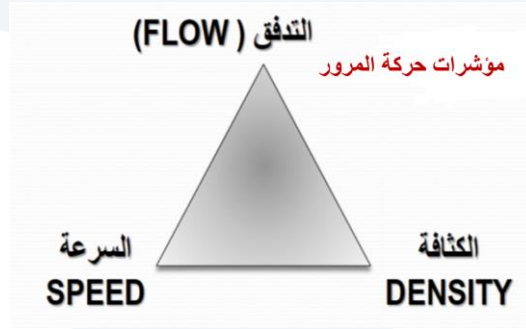 التدفق ( FLOW)
مؤشرات حركة المرور
السرعة
SPEED
الكثافة
DENSITY